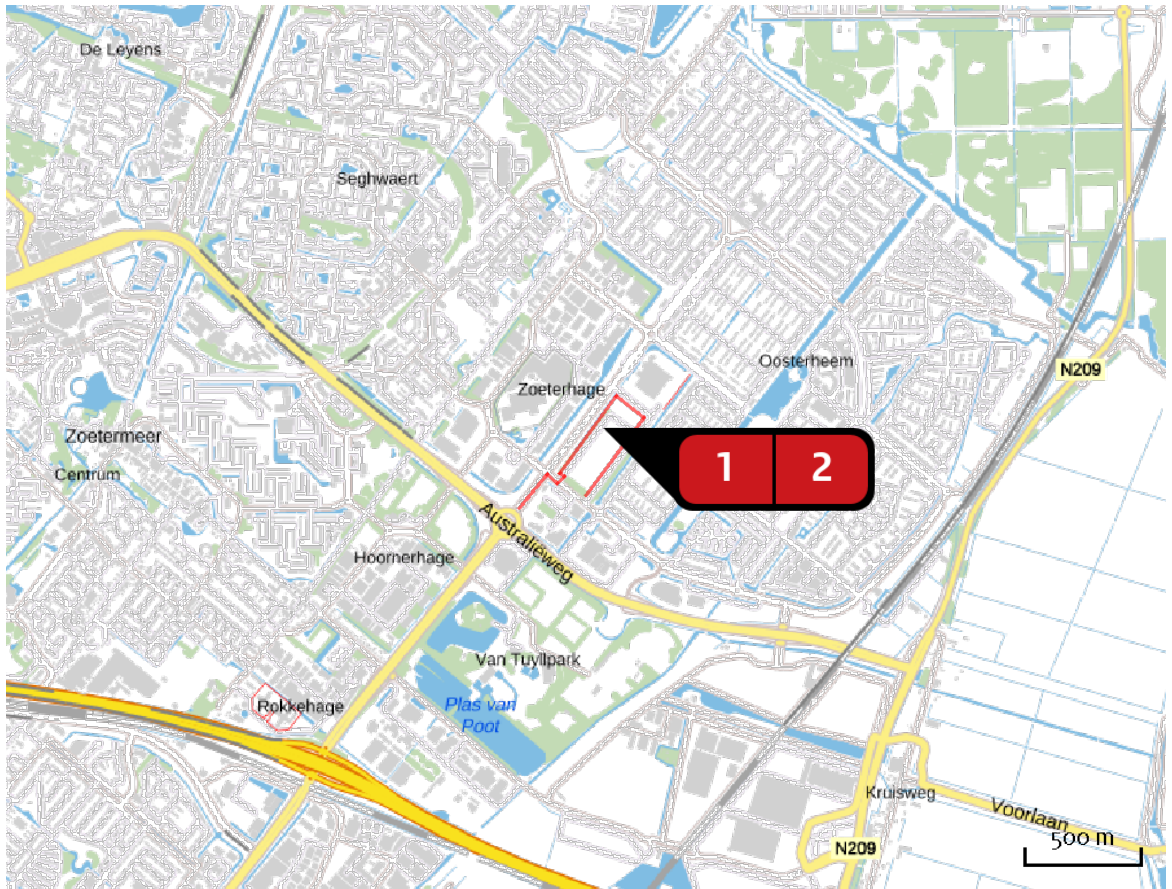 De Leyens
Seghwaert
Oosterheem
N209
Zoeterhage
Zoetermeer
Centrum
1 2
Australieweg
Hoornerhage
Van Tuyllpark
Rokkehage
Plas van
Poot
Kruisweg
Voorlaan
500 m
N209